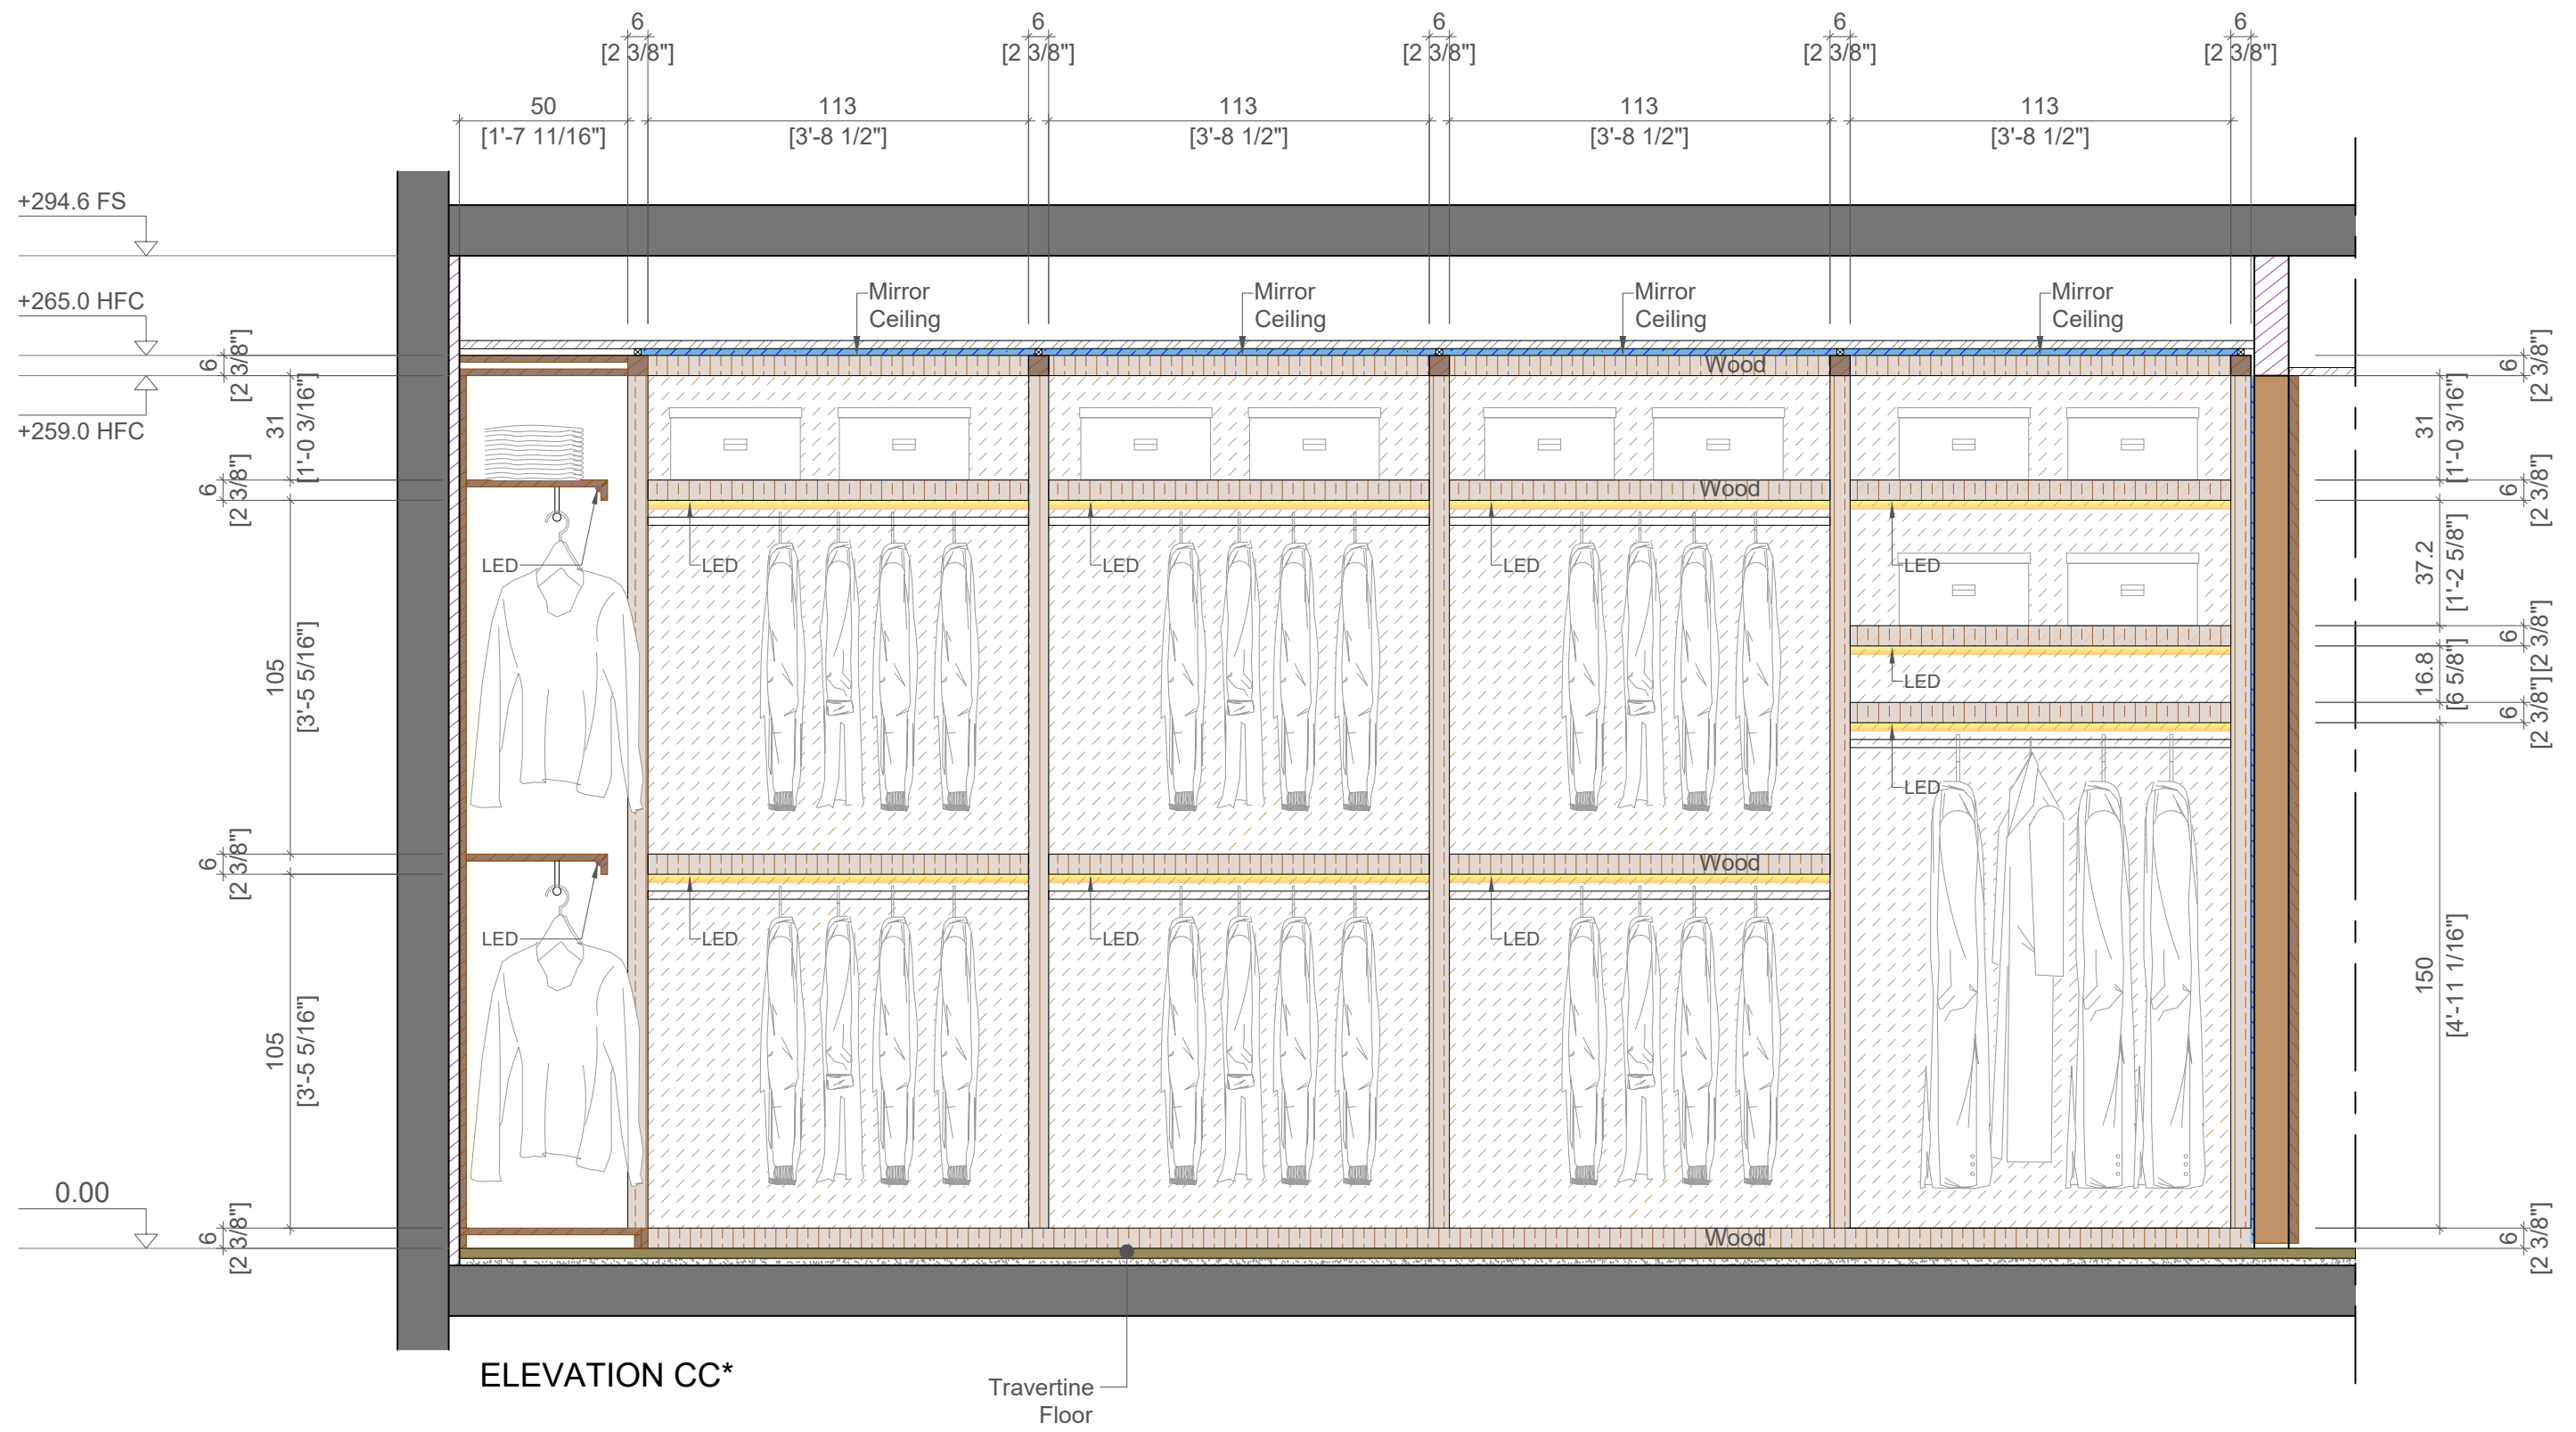 6 6 6 6 6
[2 3/8"] [2 3/8"] [2 3/8"] [2 3/8"] [2 3/8"]
50 113 113 113 113
[1'-7 11/16"] [3'-8 1/2"] [3'-8 1/2"] [3'-8 1/2"] [3'-8 1/2"]
+294.6 FS
+265.0 HFC
+259.0 HFC
0.00
6
[2 3/8"]
31
[1'-0 3/16"]
6
[2 3/8"]
105
[3'-5 5/16"]
6
[2 3/8"]
105
[3'-5 5/16"]
6
[2 3/8"]
Mirror
Ceiling
Mirror
Ceiling
Mirror
Ceiling
Mirror
Ceiling
Wood
Wood
LED
LED
LED
LED
LED
LED
LED
Wood
LED
LED
LED
LED
Wood
6
[2 3/8"]
31
[1'-0 3/16"]
6
[2 3/8"]
37.2
[1'-2 5/8"]
6
[2 3/8"]
16.8
[6 5/8"]
6
[2 3/8"]
150
[4'-11 1/16"]
6
[2 3/8"]
ELEVATION CC*
Travertine
Floor